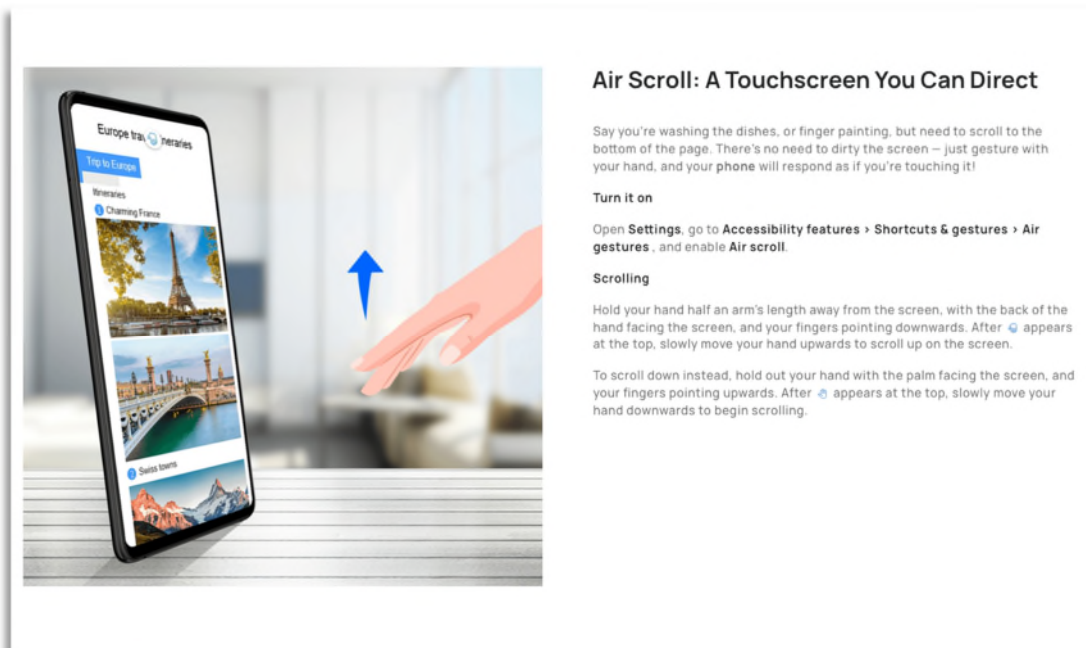 Europe trav ineraries
Trip to Europe
Itineraries
1 Charming France
2 Swiss towns
Air Scroll: A Touchscreen You Can Direct
Say you're washing the dishes, or finger painting, but need to scroll to the
bottom of the page. There's no need to dirty the screen — just gesture with
your hand, and your phone will respond as if you're touching it!
Turn it on
Open Settings, go to Accessibility features › Shortcuts & gestures › Air
gestures , and enable Air scroll.
Scrolling
Hold your hand half an arm's length away from the screen, with the back of the
hand facing the screen, and your fingers pointing downwards. After appears
at the top, slowly move your hand upwards to scroll up on the screen.
To scroll down instead, hold out your hand with the palm facing the screen, and
your fingers pointing upwards. After appears at the top, slowly move your
hand downwards to begin scrolling.